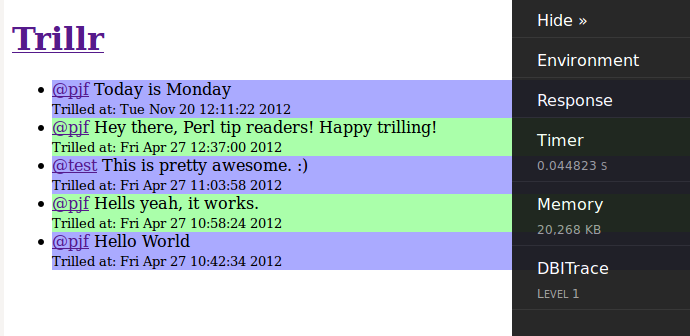 Trillr
@pjf Today is Monday
Trilled at: Tue Nov 20 12:11:22 2012
@pjf Hey there, Perl tip readers! Happy trilling!
Trilled at: Fri Apr 27 12:37:00 2012
@test This is pretty awesome. :)
Trilled at: Fri Apr 27 11:03:58 2012
@pjf Hells yeah, it works.
Trilled at: Fri Apr 27 10:58:24 2012
@pjf Hello World
Trilled at: Fri Apr 27 10:42:34 2012
Hide »
Environment
Response
Timer
0.044823 s
Memory
20,268 KB
DBITrace
Level 1